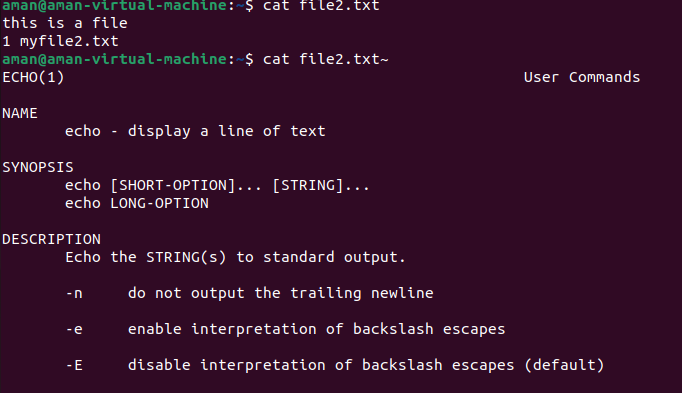 aman@aman-virtual-machine:~$ cat file2.txt
this is a file
1 myfile2.txt
aman@aman-virtual-machine:~$ cat file2.txt~
ECHO(1) User Commands
NAME
echo - display a line of text
SYNOPSIS
echo [SHORT-OPTION]... [STRING]...
echo LONG-OPTION
DESCRIPTION
Echo the STRING(s) to standard output.
-n do not output the trailing newline
-e enable interpretation of backslash escapes
-E disable interpretation of backslash escapes (default)